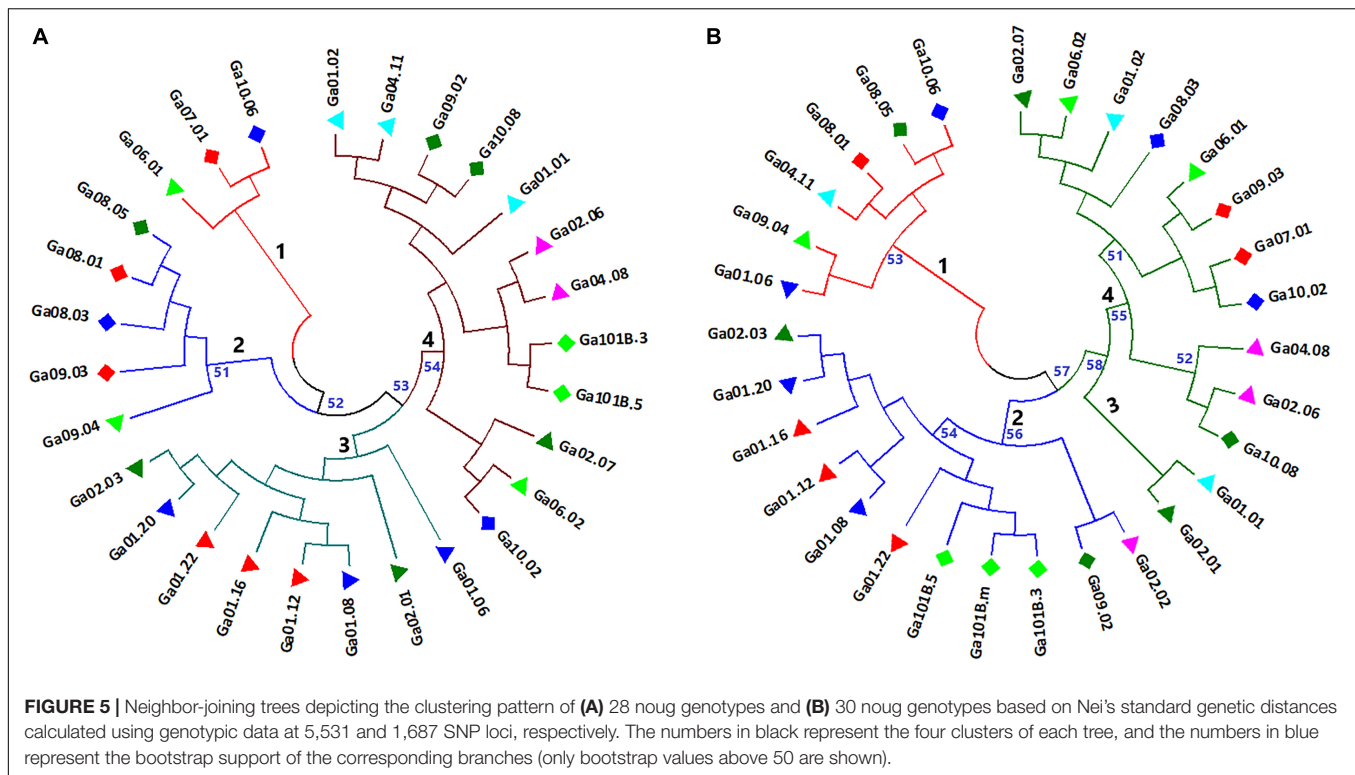 A
B
Ga10.06
Ga07.01
Ga06.01
Ga08.05
Ga08.01
Ga08.03
Ga09.03
Ga09.04
Ga02.03
Ga01.20
Ga01.22
Ga01.16
Ga01.12
Ga01.08
Ga02.01
Ga01.06
Ga10.02
Ga06.02
Ga02.07
Ga101B.5
Ga101B.3
Ga04.08
Ga02.06
Ga01.01
Ga10.08
Ga09.02
Ga04.11
Ga01.02
1
2
51
52
3
53
4
54
Ga10.06
Ga08.05
Ga08.01
Ga04.11
Ga09.04
Ga01.06
Ga02.03
Ga01.20
Ga01.16
Ga01.12
Ga01.08
Ga01.22
Ga101B.5
Ga101B.m
Ga101B.3
Ga09.02
Ga02.02
Ga02.01
Ga01.01
Ga10.08
Ga02.06
Ga04.08
Ga10.02
Ga07.01
Ga09.03
Ga06.01
Ga08.03
Ga01.02
Ga06.02
Ga02.07
53
1
51
4
55
52
57
58
3
2
56
54
FIGURE 5 | Neighbor-joining trees depicting the clustering pattern of (A) 28 noug genotypes and (B) 30 noug genotypes based on Nei's standard genetic distances
calculated using genotypic data at 5,531 and 1,687 SNP loci, respectively. The numbers in black represent the four clusters of each tree, and the numbers in blue
represent the bootstrap support of the corresponding branches (only bootstrap values above 50 are shown).